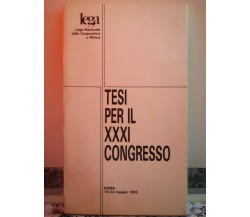 lega
Lega Nazionale
delle Cooperative
e Mutue
TESI
PER IL
XXXI
CONGRESSO
ROMA